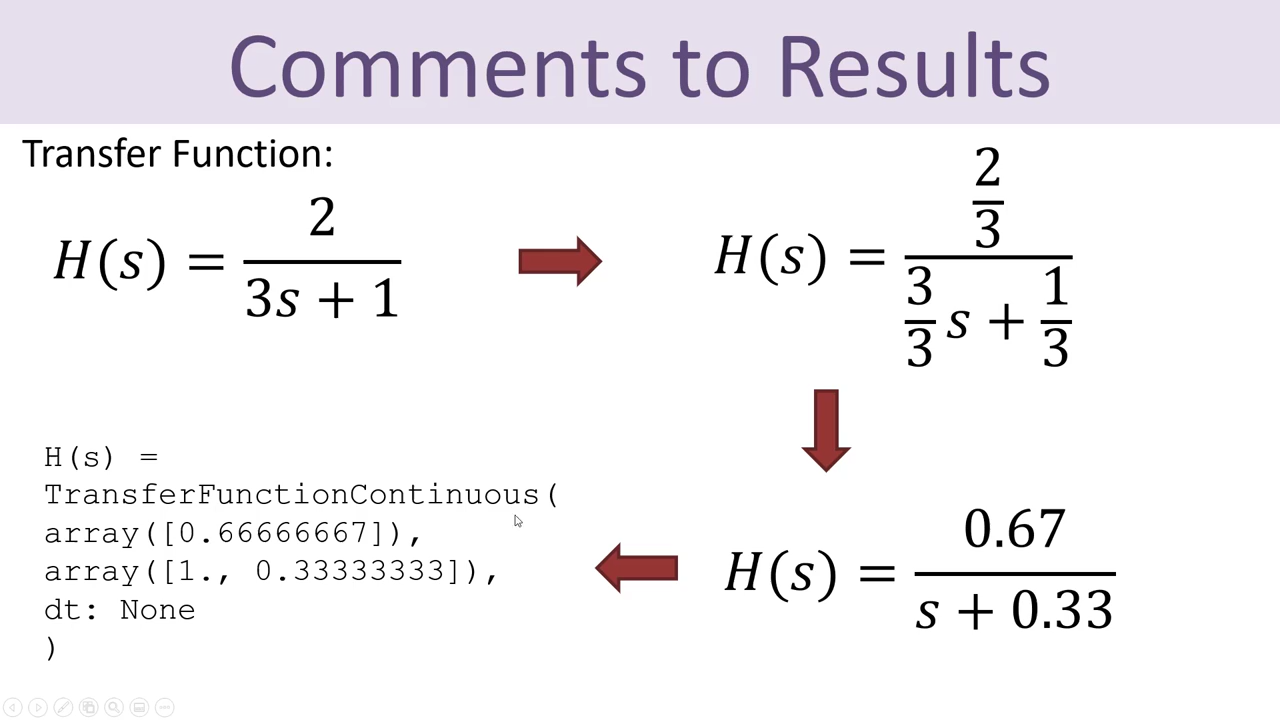 Comments to Results
Transfer Function:
H(s) = 2 / (3s + 1)
H(s) = (2/3) / ((3/3)s + 1/3)
H(s) = 0.67 / (s + 0.33)
H(s) =
TransferFunctionContinuous(
array([0.66666667]),
array([1., 0.33333333]),
dt: None
)